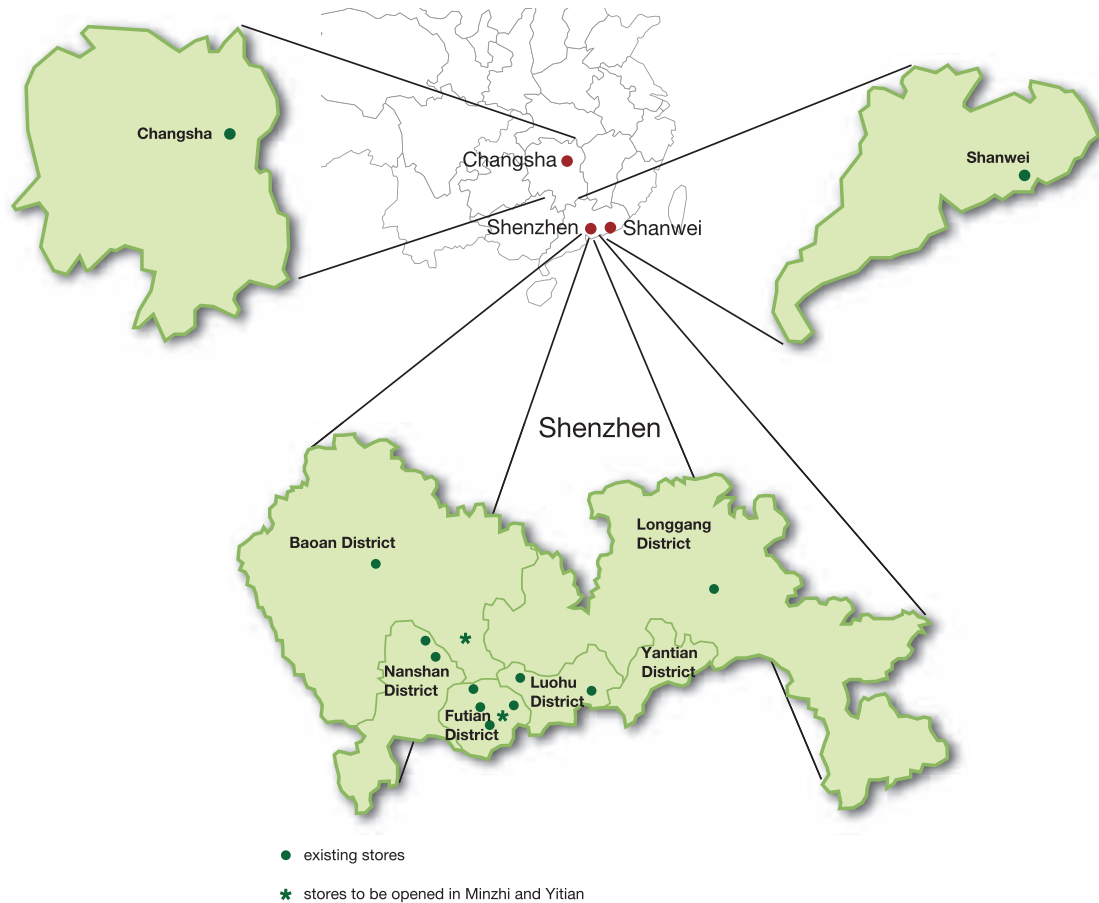 Changsha
Changsha
Shanwei
Shenzhen
Shanwei
Shenzhen
Baoan District
Longgang
District
Nanshan
District
Futian
District
Luohu
District
Yantian
District
existing stores
* stores to be opened in Minzhi and Yitian